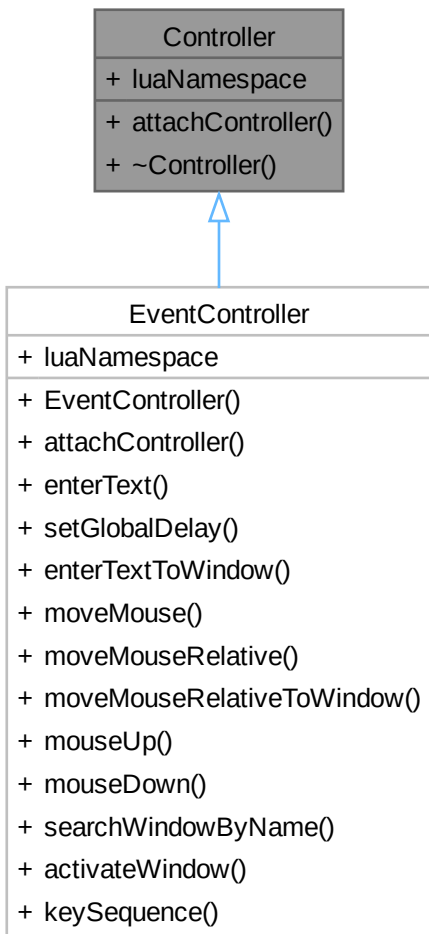 Controller
+ luaNamespace
+ attachController()
+ ~Controller()
EventController
+ luaNamespace
+ EventController()
+ attachController()
+ enterText()
+ setGlobalDelay()
+ enterTextToWindow()
+ moveMouse()
+ moveMouseRelative()
+ moveMouseRelativeToWindow()
+ mouseUp()
+ mouseDown()
+ searchWindowByName()
+ activateWindow()
+ keySequence()